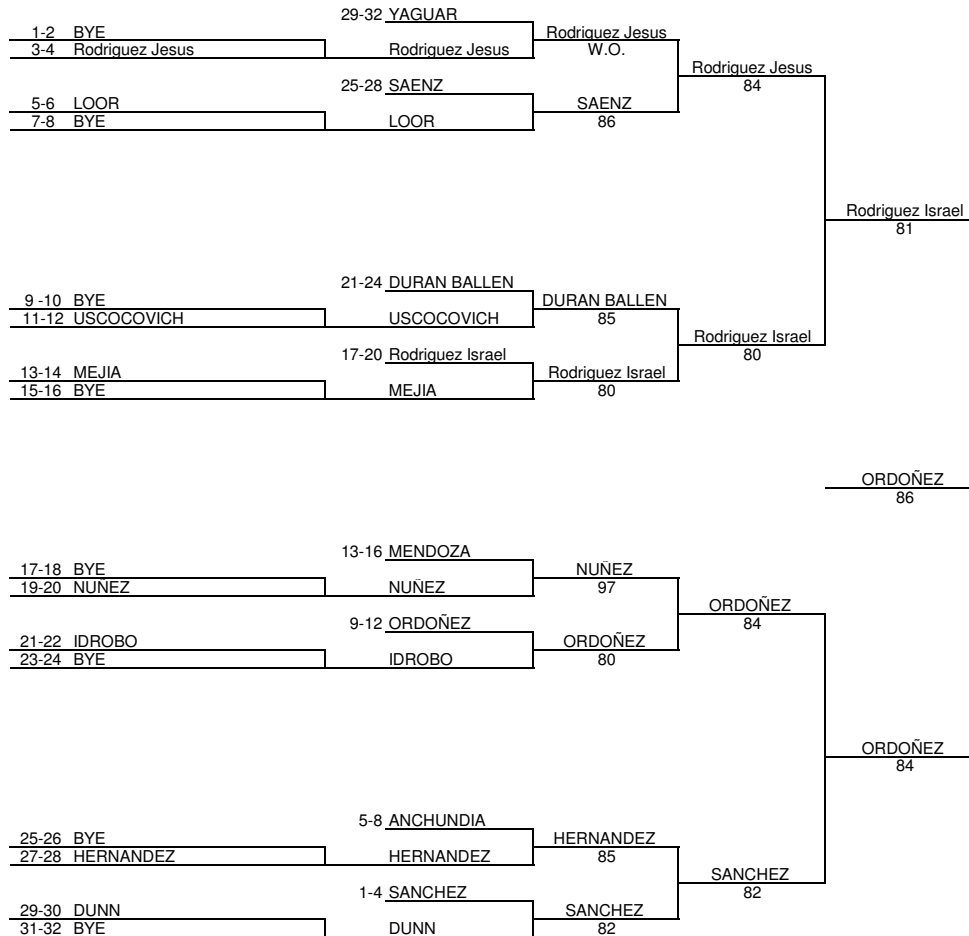 29-32 YAGUAR
1-2 BYE Rodriguez Jesus
3-4 Rodriguez Jesus Rodriguez Jesus W.O.
Rodriguez Jesus
25-28 SAENZ 84
5-6 LOOR SAENZ
7-8 BYE LOOR 86
Rodriguez Israel
81
21-24 DURAN BALLEN
9 -10 BYE DURAN BALLEN
11-12 USCOCOVICH USCOCOVICH 85
Rodriguez Israel
17-20 Rodriguez Israel 80
13-14 MEJIA Rodriguez Israel
15-16 BYE MEJIA 80
ORDOÑEZ
86
13-16 MENDOZA
17-18 BYE NUÑEZ
19-20 NUÑEZ NUÑEZ 97
ORDOÑEZ
9-12 ORDOÑEZ 84
21-22 IDROBO ORDOÑEZ
23-24 BYE IDROBO 80
ORDOÑEZ
84
5-8 ANCHUNDIA
25-26 BYE HERNANDEZ
27-28 HERNANDEZ HERNANDEZ 85
SANCHEZ
1-4 SANCHEZ 82
29-30 DUNN SANCHEZ
31-32 BYE DUNN 82